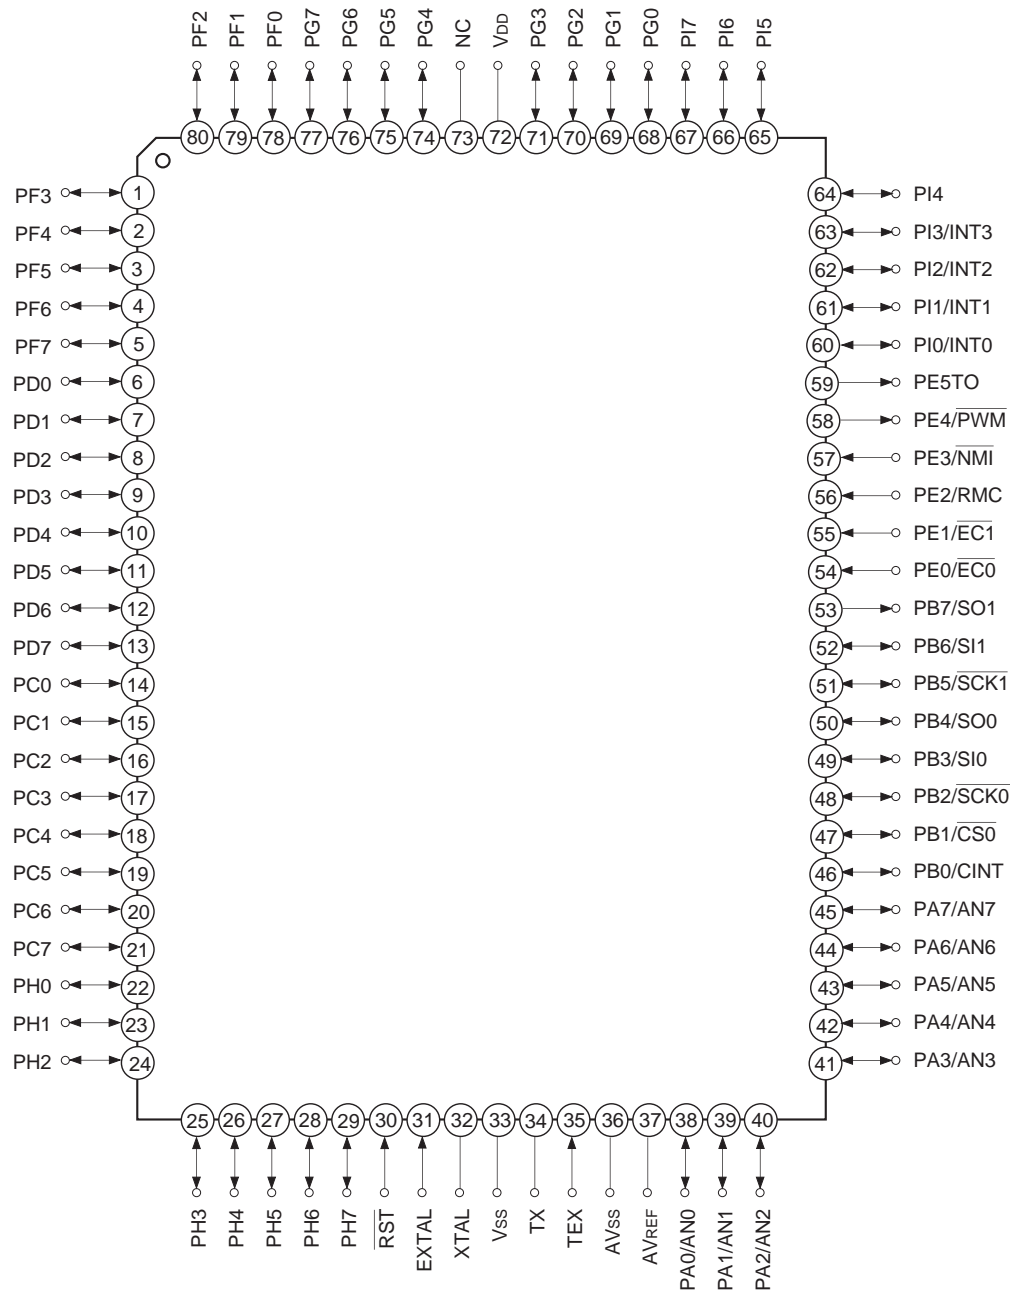 PF2 PF1 PF0 PG7 PG6 PG5 PG4 NC VDD PG3 PG2 PG1 PG0 PI7 PI6 PI5
80 79 78 77 76 75 74 73 72 71 70 69 68 67 66 65
PF3 1
PF4 2
PF5 3
PF6 4
PF7 5
PD0 6
PD1 7
PD2 8
PD3 9
PD4 10
PD5 11
PD6 12
PD7 13
PC0 14
PC1 15
PC2 16
PC3 17
PC4 18
PC5 19
PC6 20
PC7 21
PH0 22
PH1 23
PH2 24
64 PI4
63 PI3/INT3
62 PI2/INT2
61 PI1/INT1
60 PI0/INT0
59 PE5TO
58 PE4/P̅W̅M̅
57 PE3/N̅M̅I̅
56 PE2/RMC
55 PE1/E̅C̅1̅
54 PE0/E̅C̅0̅
53 PB7/SO1
52 PB6/SI1
51 PB5/S̅C̅K̅1̅
50 PB4/SO0
49 PB3/SI0
48 PB2/S̅C̅K̅0̅
47 PB1/C̅S̅0̅
46 PB0/CINT
45 PA7/AN7
44 PA6/AN6
43 PA5/AN5
42 PA4/AN4
41 PA3/AN3
25 26 27 28 29 30 31 32 33 34 35 36 37 38 39 40
PH3 PH4 PH5 PH6 PH7 R̅S̅T̅ EXTAL XTAL VSS TX TEX AVSS AVREF PA0/AN0 PA1/AN1 PA2/AN2